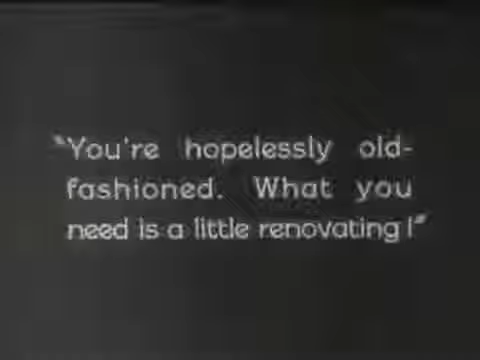 "You're hopelessly old-
fashioned. What you
need is a little renovating!"